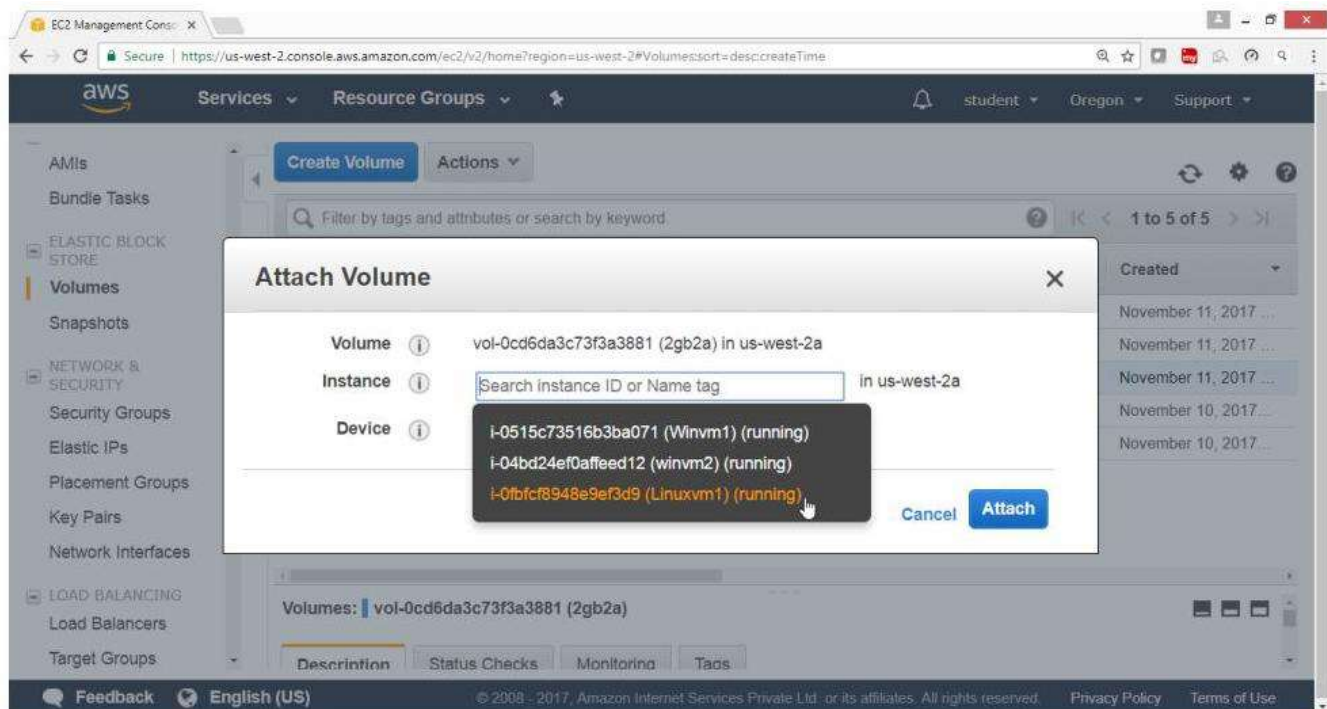 EC2 Management Conso
Secure | https://us-west-2.console.aws.amazon.com/ec2/v2/home?region=us-west-2#Volumes:sort=desc:createTime
aws Services Resource Groups student Oregon Support
AMIs
Bundle Tasks
ELASTIC BLOCK
STORE
Volumes
Snapshots
NETWORK &
SECURITY
Security Groups
Elastic IPs
Placement Groups
Key Pairs
Network Interfaces
LOAD BALANCING
Load Balancers
Target Groups
Create Volume Actions
Filter by tags and attributes or search by keyword 1 to 5 of 5
Created
November 11, 2017 ...
November 11, 2017 ...
November 11, 2017 ...
November 10, 2017...
November 10, 2017...
Attach Volume
Volume vol-0cd6da3c73f3a3881 (2gb2a) in us-west-2a
Instance Search instance ID or Name tag in us-west-2a
Device
i-0515c73516b3ba071 (Winvm1) (running)
i-04bd24ef0affeed12 (winvm2) (running)
i-0fbfcf8948e9ef3d9 (Linuxvm1) (running)
Cancel Attach
Volumes: vol-0cd6da3c73f3a3881 (2gb2a)
Description Status Checks Monitoring Tags
Feedback English (US) © 2008 - 2017, Amazon Internet Services Private Ltd. or its affiliates. All rights reserved. Privacy Policy Terms of Use